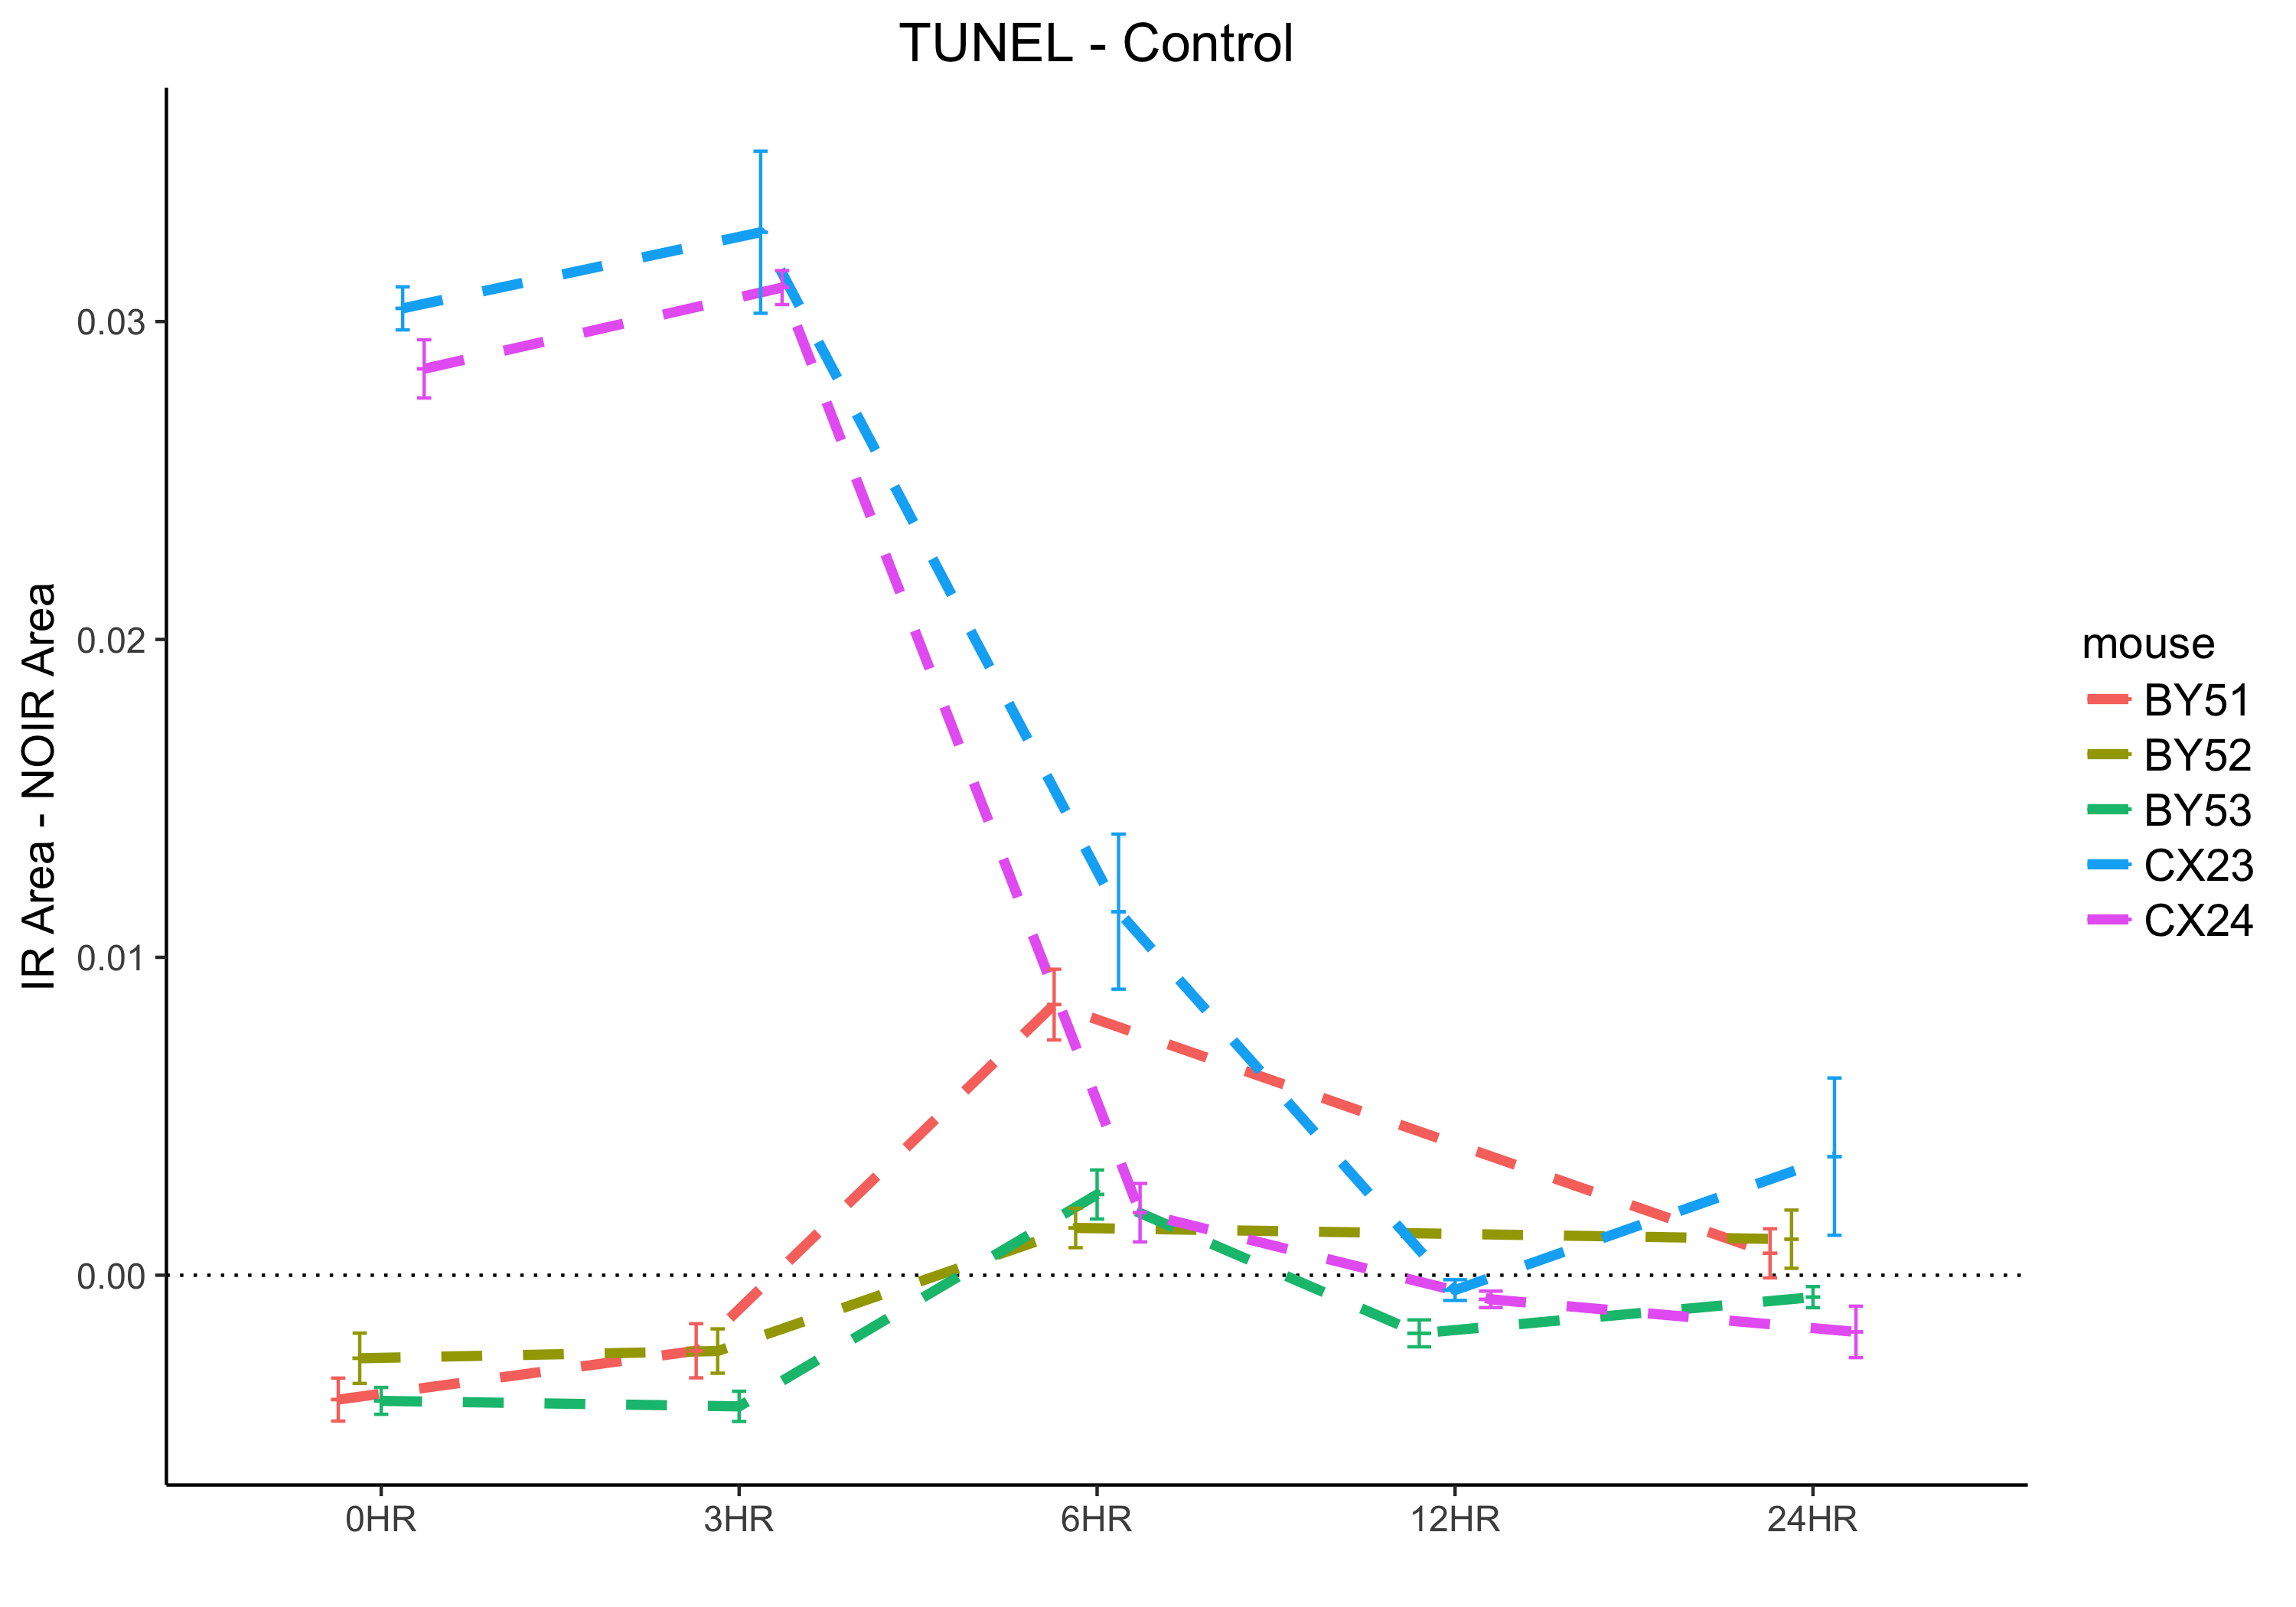 TUNEL - Control
IR Area - NOIR Area
0.03
0.02
0.01
0.00
0HR 3HR 6HR 12HR 24HR
mouse
BY51
BY52
BY53
CX23
CX24